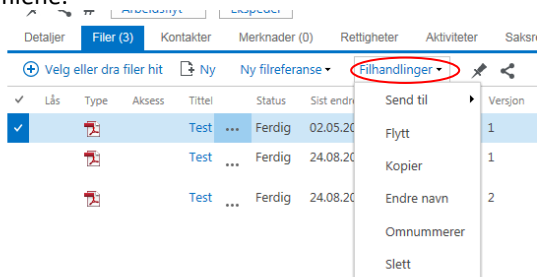 Detaljer Filer (3) Kontakter Merknader (0) Rettigheter Aktiviteter Saksre
Velg eller dra filer hit Ny Ny filreferanse Filhandlinger
Lås Type Aksess Tittel Status Sist endre Versjon
Test ... Ferdig 02.05.20 1
Test ... Ferdig 24.08.20 1
Test ... Ferdig 24.08.20 2
Send til
Flytt
Kopier
Endre navn
Omnummerer
Slett